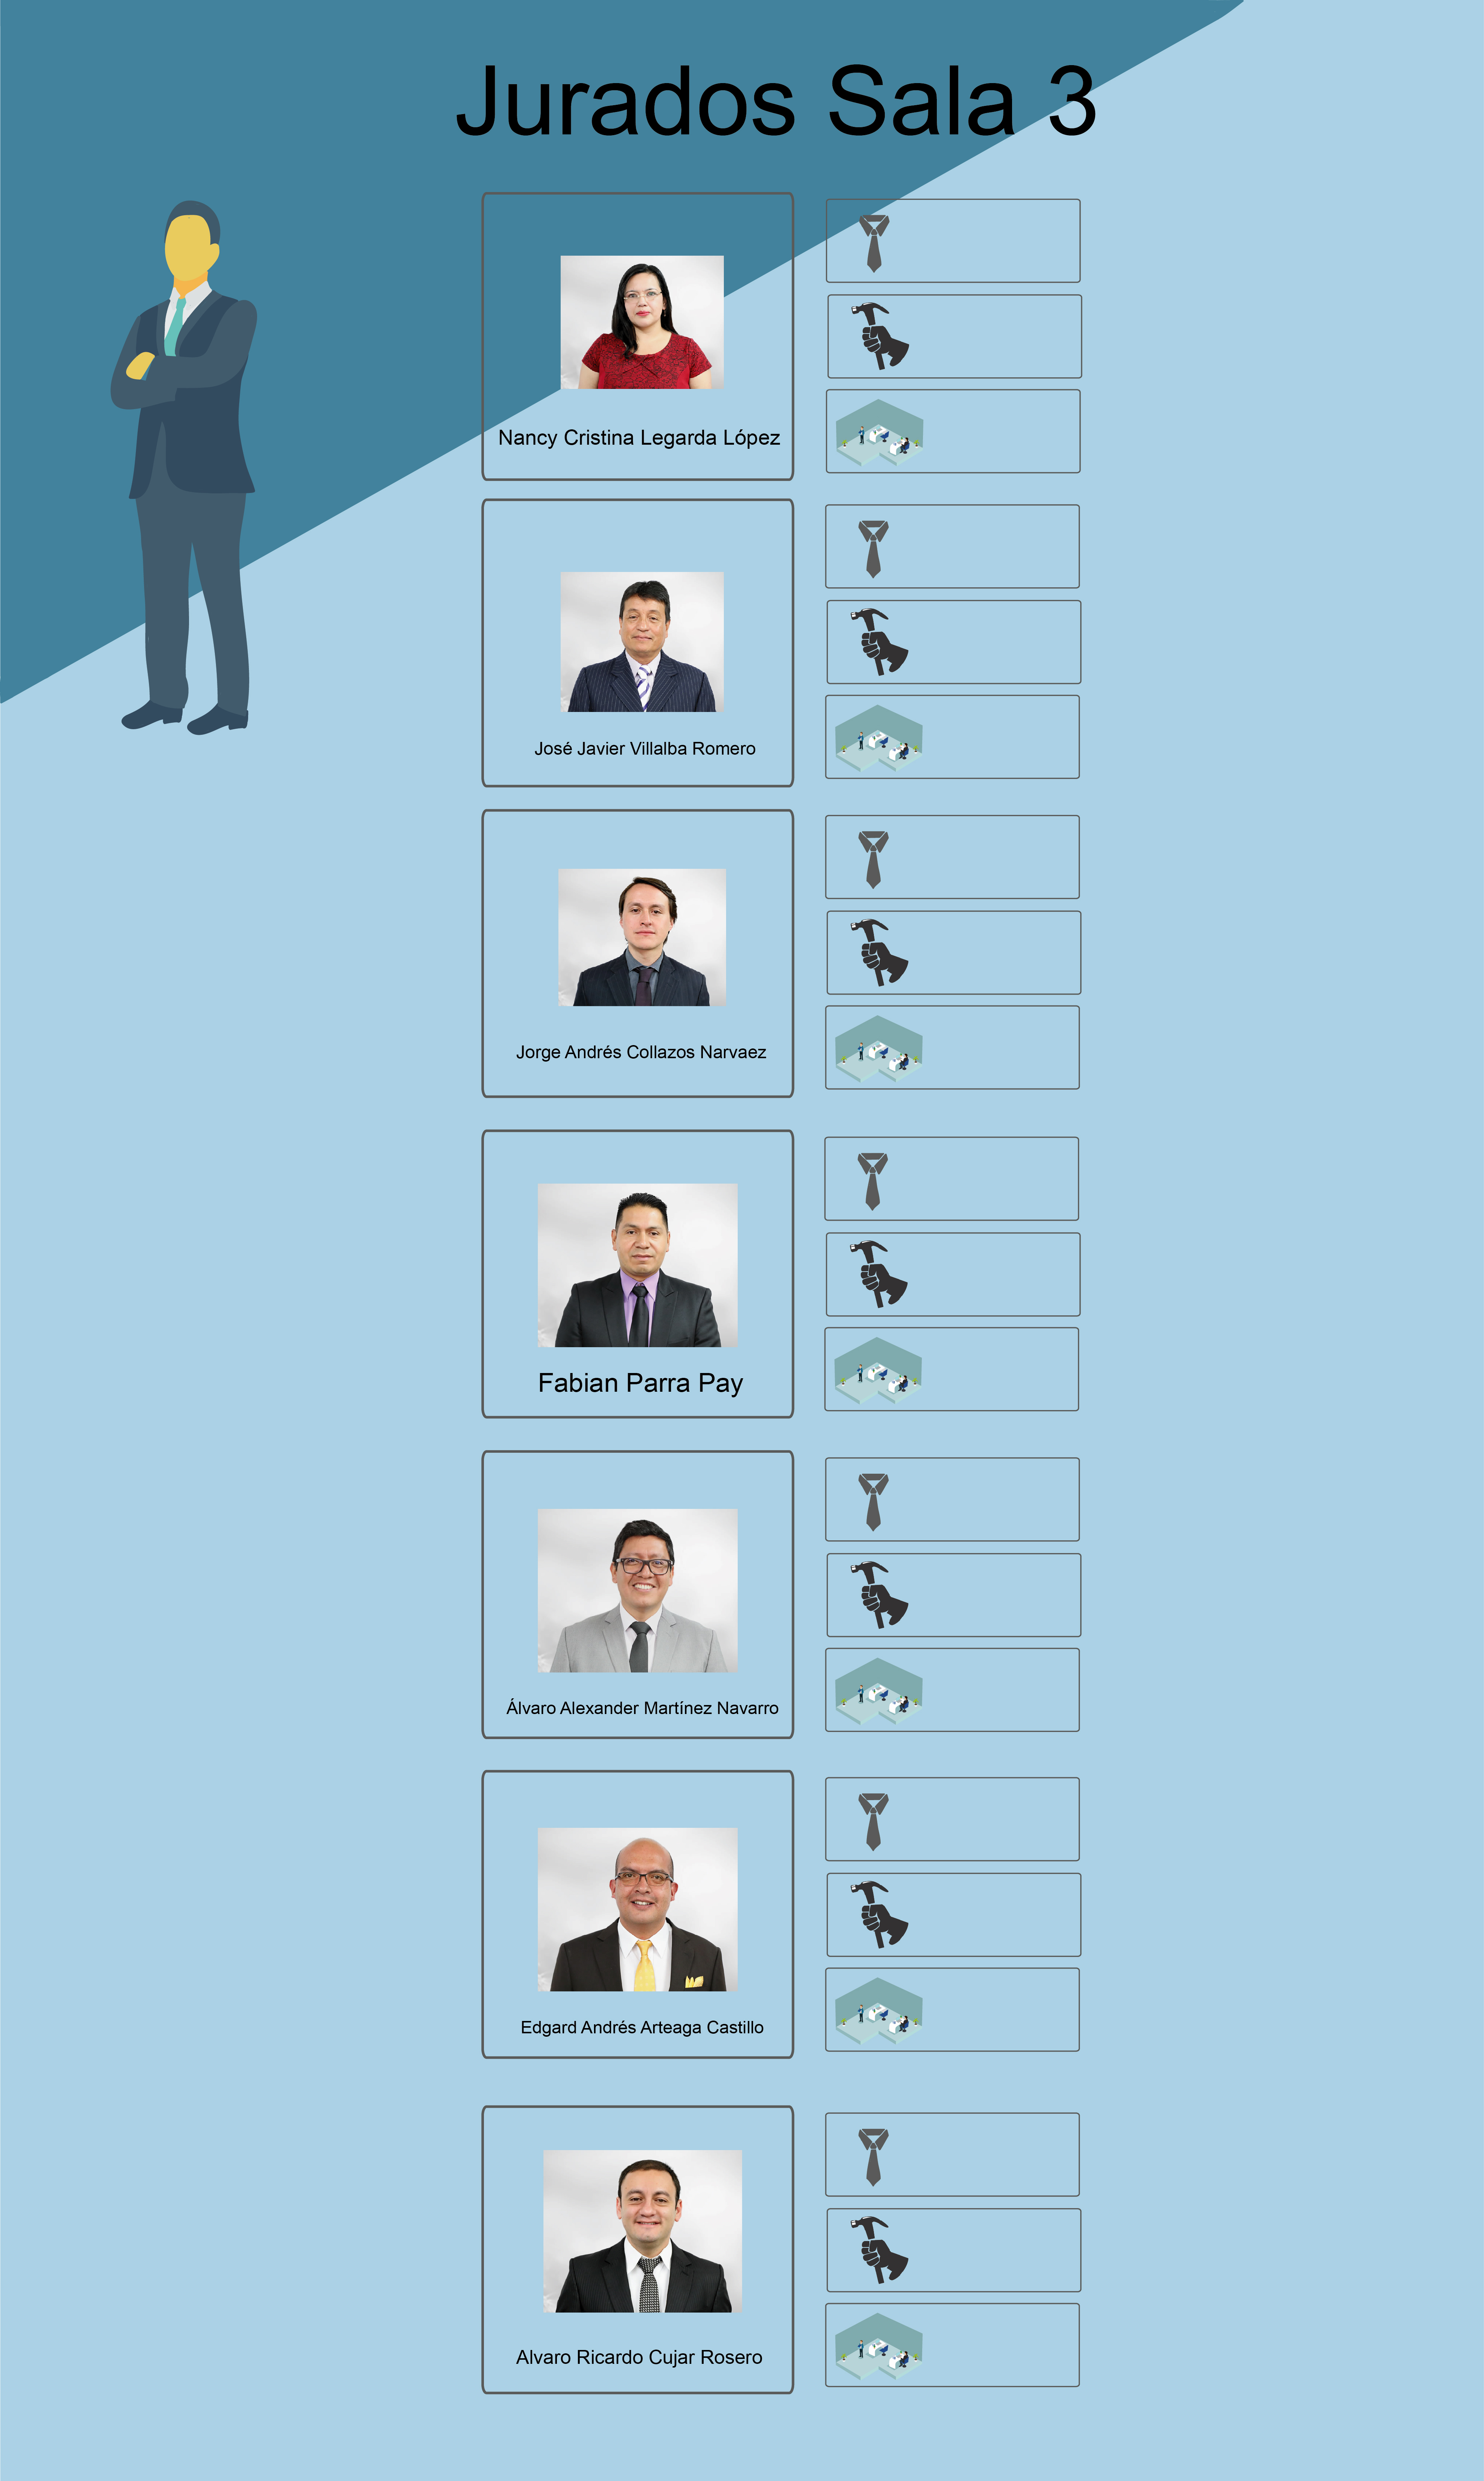 Jurados Sala 3
Nancy Cristina Legarda López
José Javier Villalba Romero
Jorge Andrés Collazos Narvaez
Fabian Parra Pay
Álvaro Alexander Martínez Navarro
Edgard Andrés Arteaga Castillo
Alvaro Ricardo Cujar Rosero